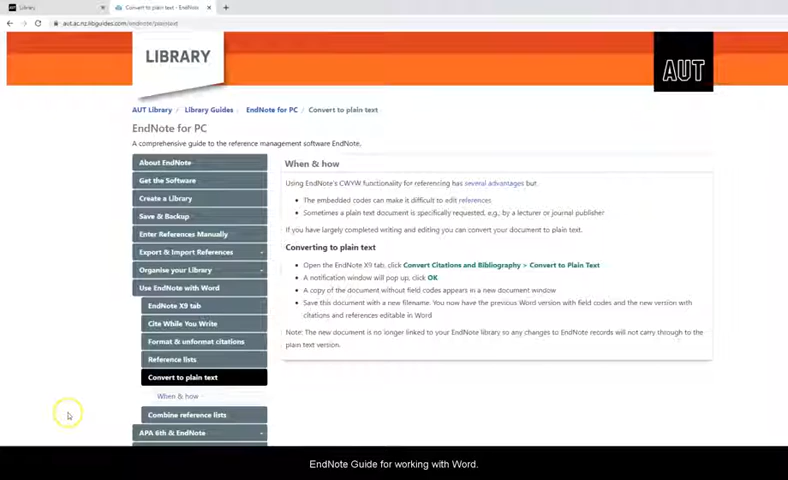 Library
Convert to plain text - EndNote
aut.ac.nz.libguides.com/endnote/plaintext
LIBRARY
AUT
AUT Library / Library Guides / EndNote for PC / Convert to plain text
EndNote for PC
A comprehensive guide to the reference management software EndNote.
About EndNote
Get the Software
Create a Library
Save & Backup
Enter References Manually
Export & Import References
Organise your Library
Use EndNote with Word
EndNote X9 tab
Cite While You Write
Format & unformat citations
Reference lists
Convert to plain text
When & how
Combine reference lists
APA 6th & EndNote
When & how
Using EndNote's CWYW functionality for referencing has several advantages but:
The embedded codes can make it difficult to edit references
Sometimes a plain text document is specifically requested, e.g., by a lecturer or journal publisher
If you have largely completed writing and editing you can convert your document to plain text.
Converting to plain text
Open the EndNote X9 tab, click Convert Citations and Bibliography > Convert to Plain Text
A notification window will pop up, click OK
A copy of the document without field codes appears in a new document window
Save this document with a new filename. You now have the previous Word version with field codes and the new version with
citations and references editable in Word
Note: The new document is no longer linked to your EndNote library so any changes to EndNote records will not carry through to the
plain text version.
EndNote Guide for working with Word.